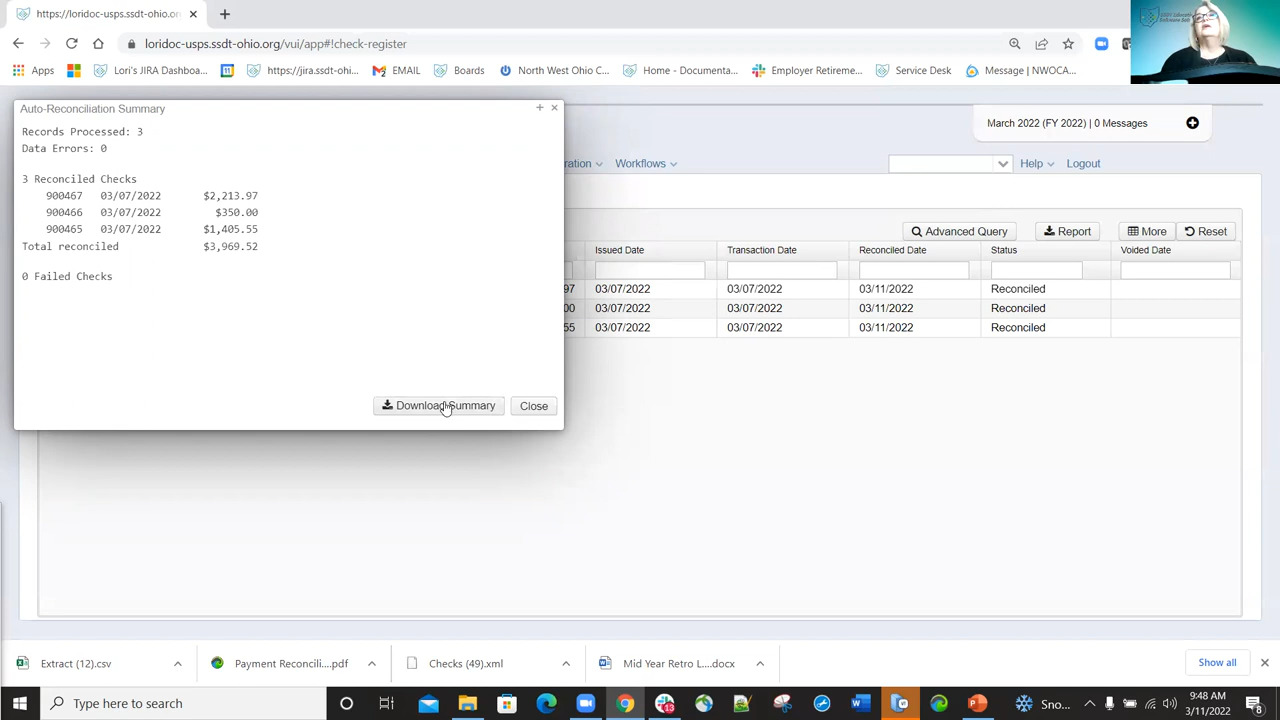 https://loridoc-usps.ssdt-ohio.or
loridoc-usps.ssdt-ohio.org/vui/app#!check-register
Apps
Lori's JIRA Dashboa...
https://jira.ssdt-ohi...
EMAIL
Boards
North West Ohio C...
Home - Documenta...
Employer Retireme...
Service Desk
Message | NWOCA...
Auto-Reconciliation Summary
Records Processed: 3
Data Errors: 0
3 Reconciled Checks
900467 03/07/2022 $2,213.97
900466 03/07/2022 $350.00
900465 03/07/2022 $1,405.55
Total reconciled $3,969.52
0 Failed Checks
Download Summary
Close
March 2022 (FY 2022) | 0 Messages
ration
Workflows
Help
Logout
Advanced Query
Report
More
Reset
Issued Date
Transaction Date
Reconciled Date
Status
Voided Date
97 03/07/2022 03/07/2022 03/11/2022 Reconciled
00 03/07/2022 03/07/2022 03/11/2022 Reconciled
55 03/07/2022 03/07/2022 03/11/2022 Reconciled
Extract (12).csv
Payment Reconcili....pdf
Checks (49).xml
Mid Year Retro L....docx
Show all
Type here to search
13
Sno...
9:48 AM
3/11/2022
8